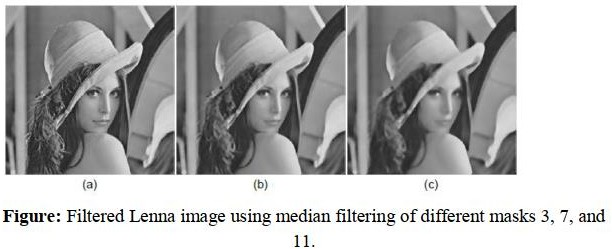 (a) (b) (c)
Figure: Filtered Lenna image using median filtering of different masks 3, 7, and
11.